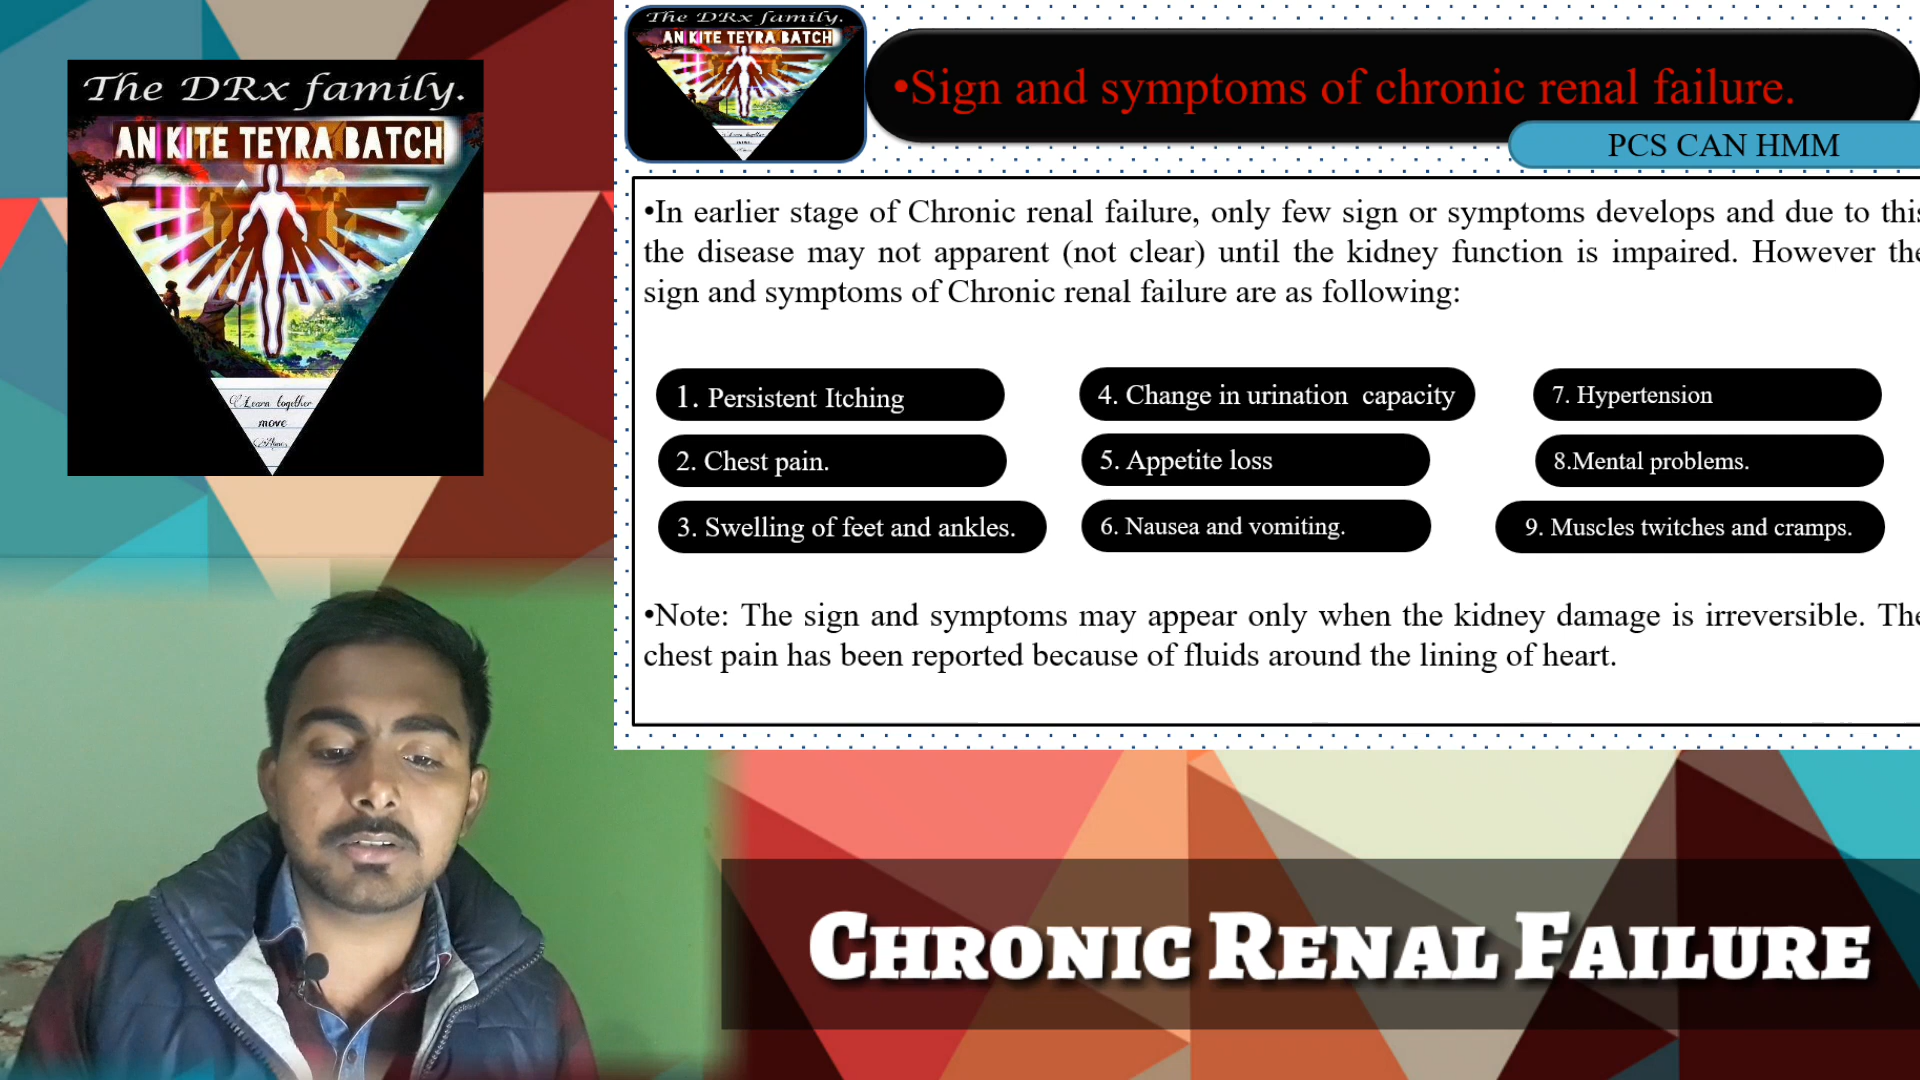 The DRx family.
AN KITE TEYRA BATCH
Learn together
move
The DRx family.
AN KITE TEYRA BATCH
•Sign and symptoms of chronic renal failure.
PCS CAN HMM
•In earlier stage of Chronic renal failure, only few sign or symptoms develops and due to this
the disease may not apparent (not clear) until the kidney function is impaired. However the
sign and symptoms of Chronic renal failure are as following:
1. Persistent Itching
2. Chest pain.
3. Swelling of feet and ankles.
4. Change in urination capacity
5. Appetite loss
6. Nausea and vomiting.
7. Hypertension
8.Mental problems.
9. Muscles twitches and cramps.
•Note: The sign and symptoms may appear only when the kidney damage is irreversible. The
chest pain has been reported because of fluids around the lining of heart.
CHRONIC RENAL FAILURE